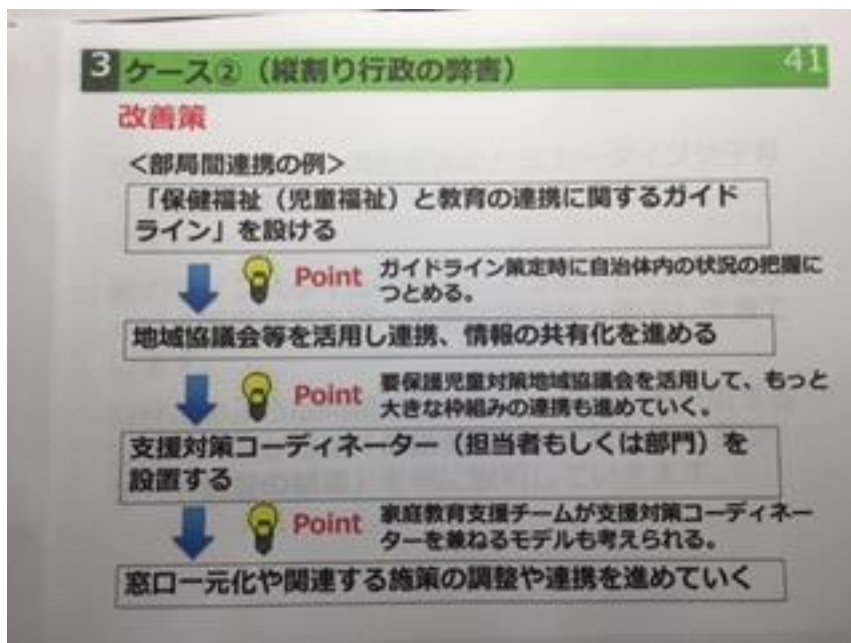 3 ケース②（縦割り行政の弊害） 41
改善策
＜部局間連携の例＞
「保健福祉（児童福祉）と教育の連携に関するガイド
ライン」を設ける
Point ガイドライン策定時に自治体内の状況の把握に
つとめる。
地域協議会等を活用し連携、情報の共有化を進める
Point 要保護児童対策地域協議会を活用して、もっと
大きな枠組みの連携も進めていく。
支援対策コーディネーター（担当者もしくは部門）を
設置する
Point 家庭教育支援チームが支援対策コーディネー
ターを兼ねるモデルも考えられる。
窓口一元化や関連する施策の調整や連携を進めていく